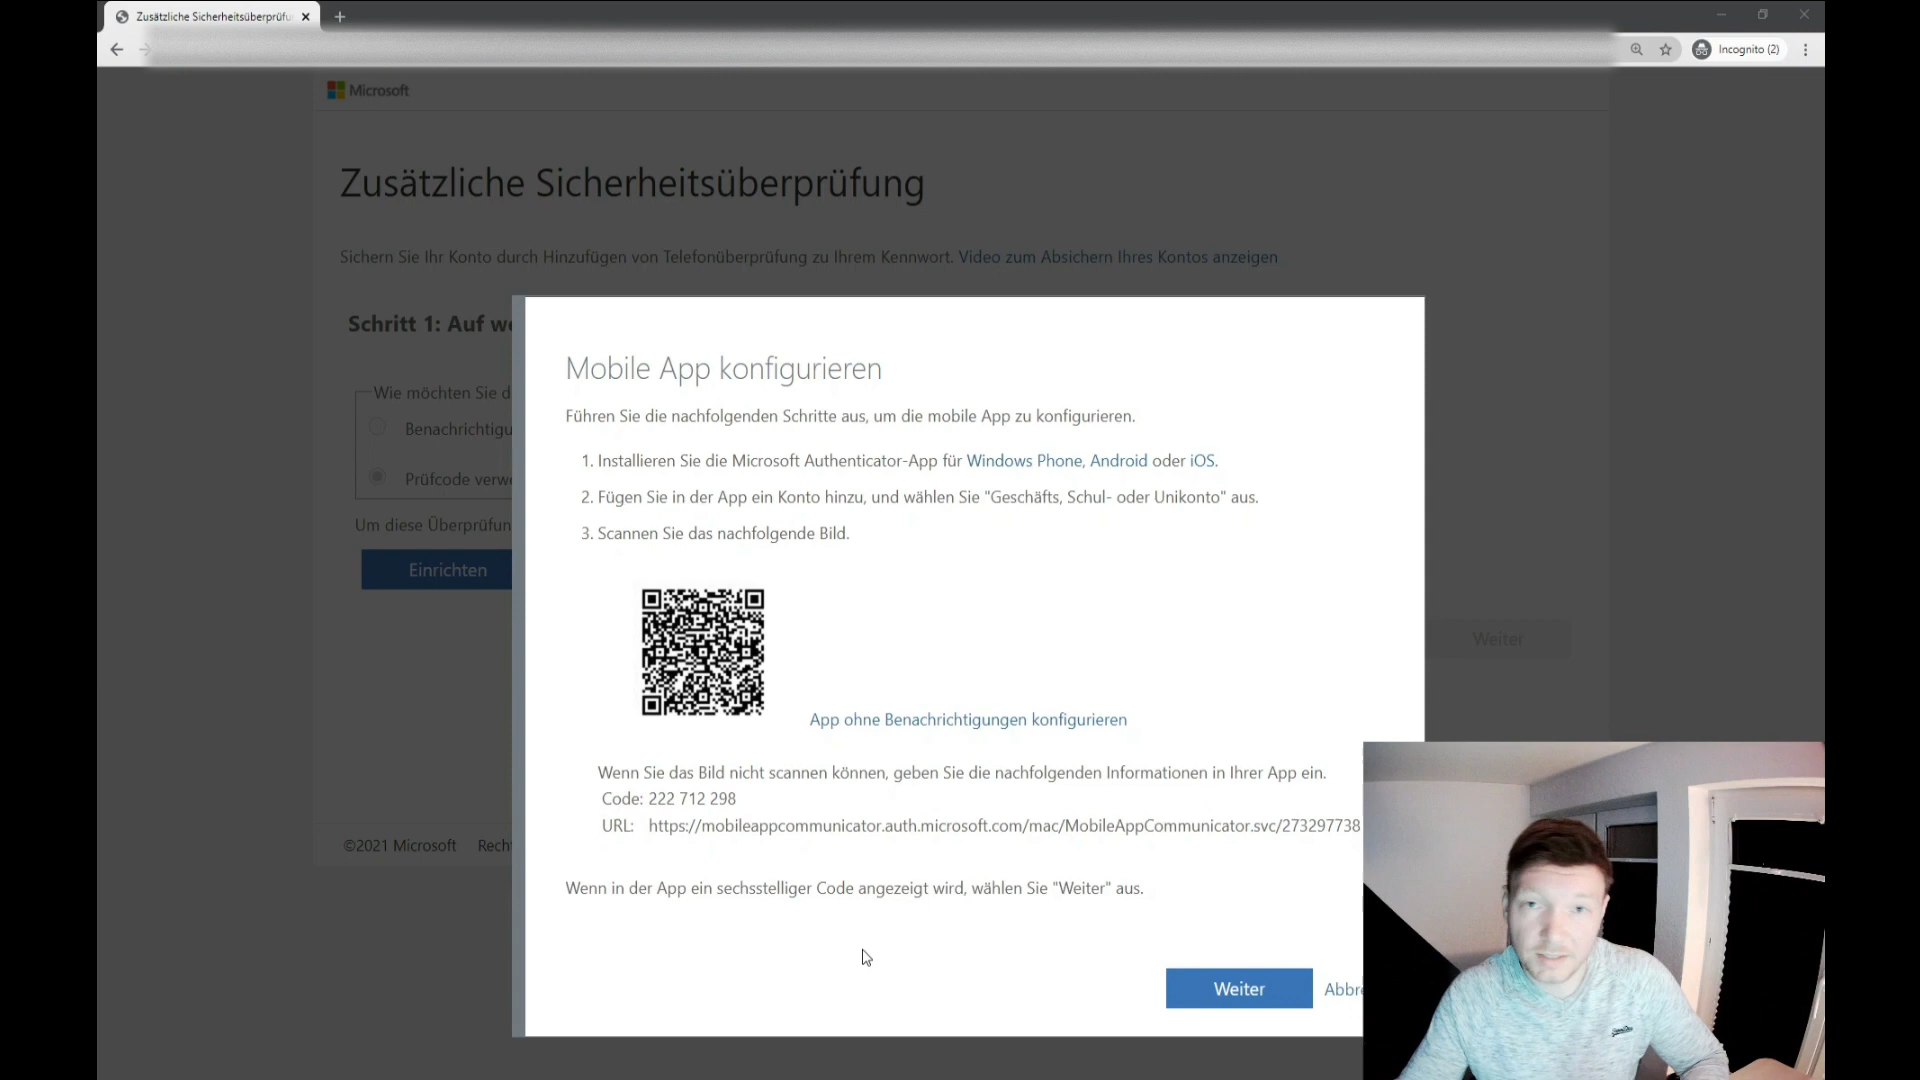 Zusätzliche Sicherheitsüberprüfu
Incognito (2)
Microsoft
Zusätzliche Sicherheitsüberprüfung
Sichern Sie Ihr Konto durch Hinzufügen von Telefonüberprüfung zu Ihrem Kennwort. Video zum Absichern Ihres Kontos anzeigen
Schritt 1: Auf we
Wie möchten Sie d
Benachrichtigu
Prüfcode verwe
Um diese Überprüfun
Einrichten
Weiter
©2021 Microsoft Recht
Mobile App konfigurieren
Führen Sie die nachfolgenden Schritte aus, um die mobile App zu konfigurieren.
1. Installieren Sie die Microsoft Authenticator-App für Windows Phone, Android oder iOS.
2. Fügen Sie in der App ein Konto hinzu, und wählen Sie "Geschäfts, Schul- oder Unikonto" aus.
3. Scannen Sie das nachfolgende Bild.
App ohne Benachrichtigungen konfigurieren
Wenn Sie das Bild nicht scannen können, geben Sie die nachfolgenden Informationen in Ihrer App ein.
Code: 222 712 298
URL: https://mobileappcommunicator.auth.microsoft.com/mac/MobileAppCommunicator.svc/273297738
Wenn in der App ein sechsstelliger Code angezeigt wird, wählen Sie "Weiter" aus.
Weiter
Abbre